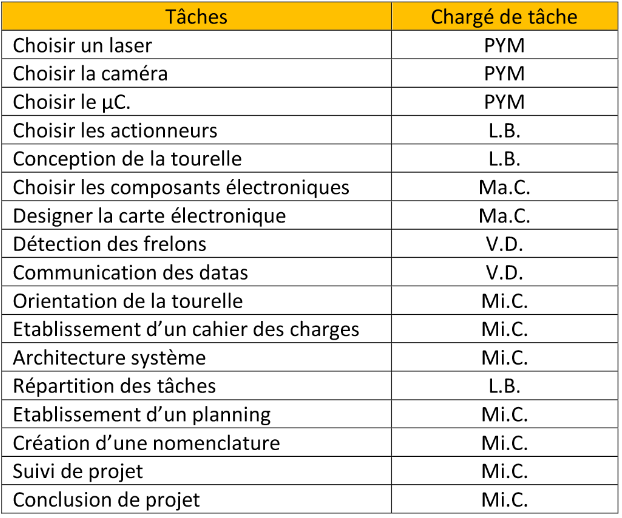 Tâches Chargé de tâche
Choisir un laser PYM
Choisir la caméra PYM
Choisir le µC. PYM
Choisir les actionneurs L.B.
Conception de la tourelle L.B.
Choisir les composants électroniques Ma.C.
Designer la carte électronique Ma.C.
Détection des frelons V.D.
Communication des datas V.D.
Orientation de la tourelle Mi.C.
Etablissement d’un cahier des charges Mi.C.
Architecture système Mi.C.
Répartition des tâches L.B.
Etablissement d’un planning Mi.C.
Création d’une nomenclature Mi.C.
Suivi de projet Mi.C.
Conclusion de projet Mi.C.